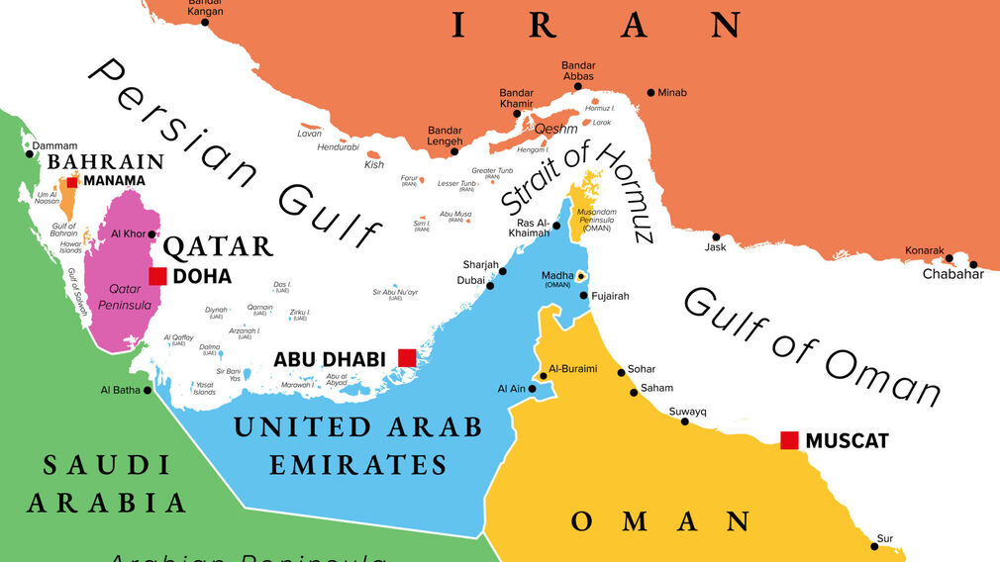 Bandar
Kangan
I R A N
Persian Gulf
Bandar
Abbas
Minab
Bandar
Khamir
Hormuz I.
Larak
Qeshm
Hengam I.
Lavan
Hendurabi
Kish
Bandar
Lengeh
Strait of Hormuz
Dammam
BAHRAIN
MANAMA
Um Al
Naasan
Gulf of
Bahrain
Hawar
Islands
Gulf of Salwah
Forur
(IRAN)
Lesser Tunb
(IRAN)
Greater Tunb
(IRAN)
Sirri I.
(IRAN)
Abu Musa
(IRAN)
Musandam
Peninsula
(OMAN)
Ras Al-
Khaimah
Al Khor
QATAR
DOHA
Qatar
Peninsula
Jask
Konarak
Chabahar
Sharjah
Dubai
Madha
(OMAN)
Fujairah
Gulf of Oman
Das I.
(UAE)
Sir Abu Nu'ayr
(UAE)
Diynah
(UAE)
Qarnain
(UAE)
Zirku I.
(UAE)
Arzanah I.
(UAE)
Al Qaffay
(UAE)
Dalma
(UAE)
Sir Bani
Yas
Yasat
Islands
Marawah I.
Abu al
Abyad
ABU DHABI
Al Batha
Al-Buraimi
Al Ain
Sohar
Saham
Suwayq
MUSCAT
UNITED ARAB
EMIRATES
SAUDI
ARABIA
OMAN
Sur
Arabian Peninsula